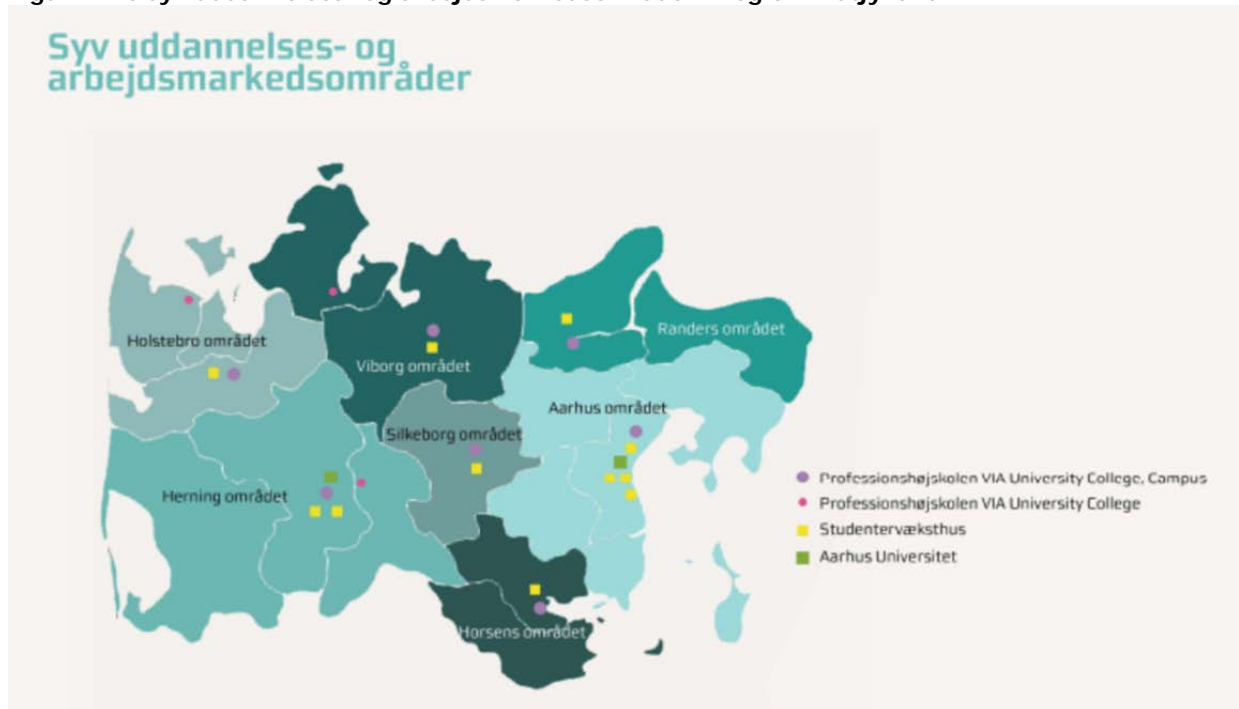 Syv uddannelses- og
arbejdsmarkedsområder
Holstebro området
Viborg området
Randers området
Aarhus området
Silkeborg området
Herning området
Horsens området
Professionshøjskolen VIA University College, Campus
Professionshøjskolen VIA University College
Studentervæksthus
Aarhus Universitet